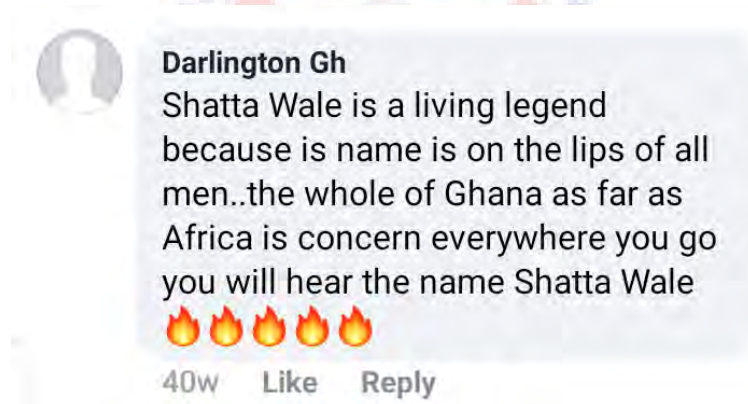 Darlington Gh
Shatta Wale is a living legend
because is name is on the lips of all
men..the whole of Ghana as far as
Africa is concern everywhere you go
you will hear the name Shatta Wale
🔥🔥🔥🔥🔥
40w Like Reply